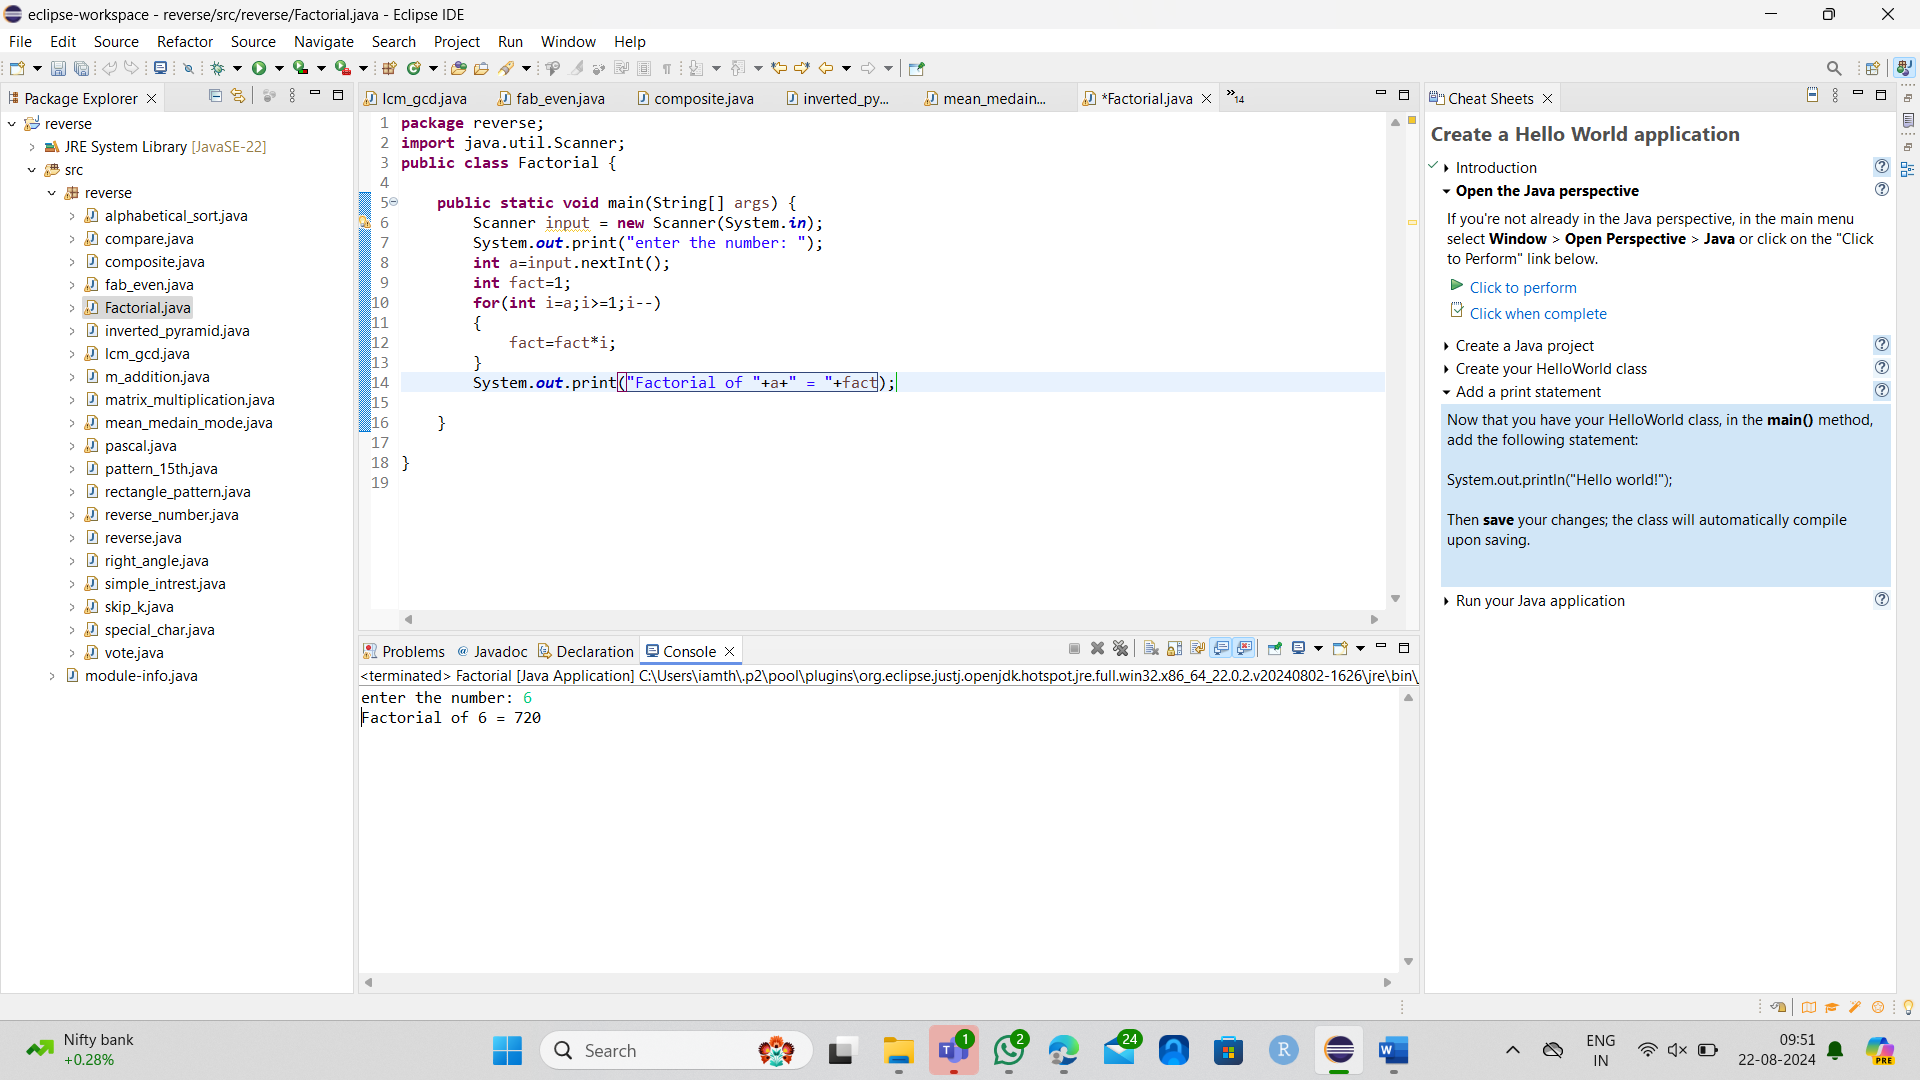 eclipse-workspace - reverse/src/reverse/Factorial.java - Eclipse IDE
File Edit Source Refactor Source Navigate Search Project Run Window Help
Package Explorer
reverse
JRE System Library [JavaSE-22]
src
reverse
alphabetical_sort.java
compare.java
composite.java
fab_even.java
Factorial.java
inverted_pyramid.java
lcm_gcd.java
m_addition.java
matrix_multiplication.java
mean_medain_mode.java
pascal.java
pattern_15th.java
rectangle_pattern.java
reverse_number.java
reverse.java
right_angle.java
simple_intrest.java
skip_k.java
special_char.java
vote.java
module-info.java
lcm_gcd.java fab_even.java composite.java inverted_py... mean_medain... *Factorial.java »14
1 package reverse;
2 import java.util.Scanner;
3 public class Factorial {
4
5 public static void main(String[] args) {
6 Scanner input = new Scanner(System.in);
7 System.out.print("enter the number: ");
8 int a=input.nextInt();
9 int fact=1;
10 for(int i=a;i>=1;i--)
11 {
12 fact=fact*i;
13 }
14 System.out.print("Factorial of "+a+" = "+fact);
15
16 }
17
18 }
19
Problems Javadoc Declaration Console
<terminated> Factorial [Java Application] C:\Users\iamth\.p2\pool\plugins\org.eclipse.justj.openjdk.hotspot.jre.full.win32.x86_64_22.0.2.v20240802-1626\jre\bin\
enter the number: 6
Factorial of 6 = 720
Cheat Sheets
Create a Hello World application
Introduction
Open the Java perspective
If you're not already in the Java perspective, in the main menu
select Window > Open Perspective > Java or click on the "Click
to Perform" link below.
Click to perform
Click when complete
Create a Java project
Create your HelloWorld class
Add a print statement
Now that you have your HelloWorld class, in the main() method,
add the following statement:
System.out.println("Hello world!");
Then save your changes; the class will automatically compile
upon saving.
Run your Java application
Nifty bank
+0.28%
Search
1
2
24
R
W
ENG
IN
09:51
22-08-2024
PRE